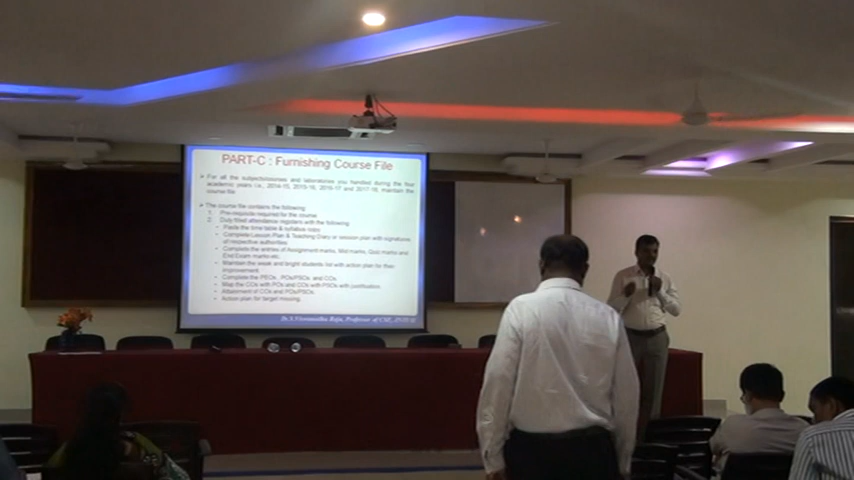 PART-C : Furnishing Course File
For all the subjects/courses and laboratories you handled during the four
academic years i.e., 2014-15, 2015-16, 2016-17 and 2017-18, maintain the
course file.
The course file contains the following
1. Pre-requisite required for the course
2. Duly filled attendance registers with the following
Paste the time table & syllabus copy
Complete Lesson Plan & Teaching Diary or session plan with signatures
of respective authorities
Complete the entries of Assignment marks, Mid marks, Quiz marks and
End Exam marks etc.
Maintain the weak and bright students list with action plan for their
improvement
Complete the PEOs, POs/PSOs and COs
Map the COs with POs and COs with PSOs with justification.
Attainment of COs and POs/PSOs.
Action plan for target moving.
Raju, Professor of CSE,